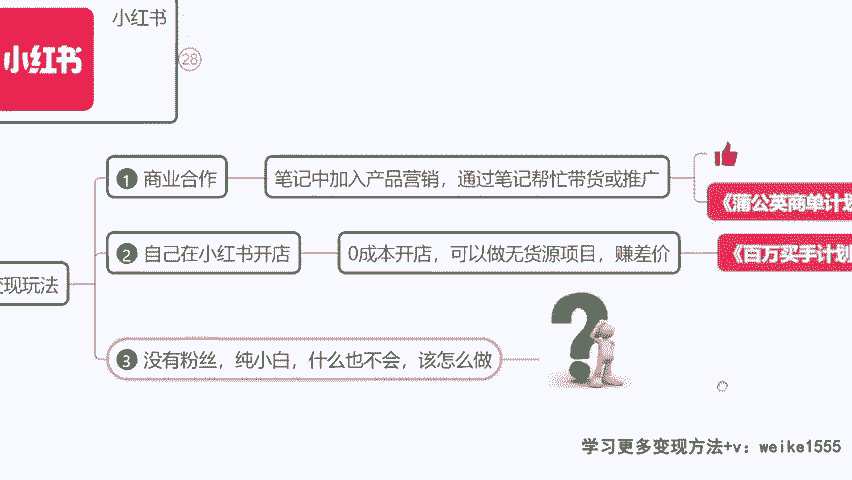 小红书
小红书
28
1 商业合作
笔记中加入产品营销，通过笔记帮忙带货或推广
《蒲公英商单计划
2 自己在小红书开店
0成本开店，可以做无货源项目，赚差价
《百万买手计划
变现玩法
3 没有粉丝，纯小白，什么也不会，该怎么做
?
学习更多变现方法+v：weike1555